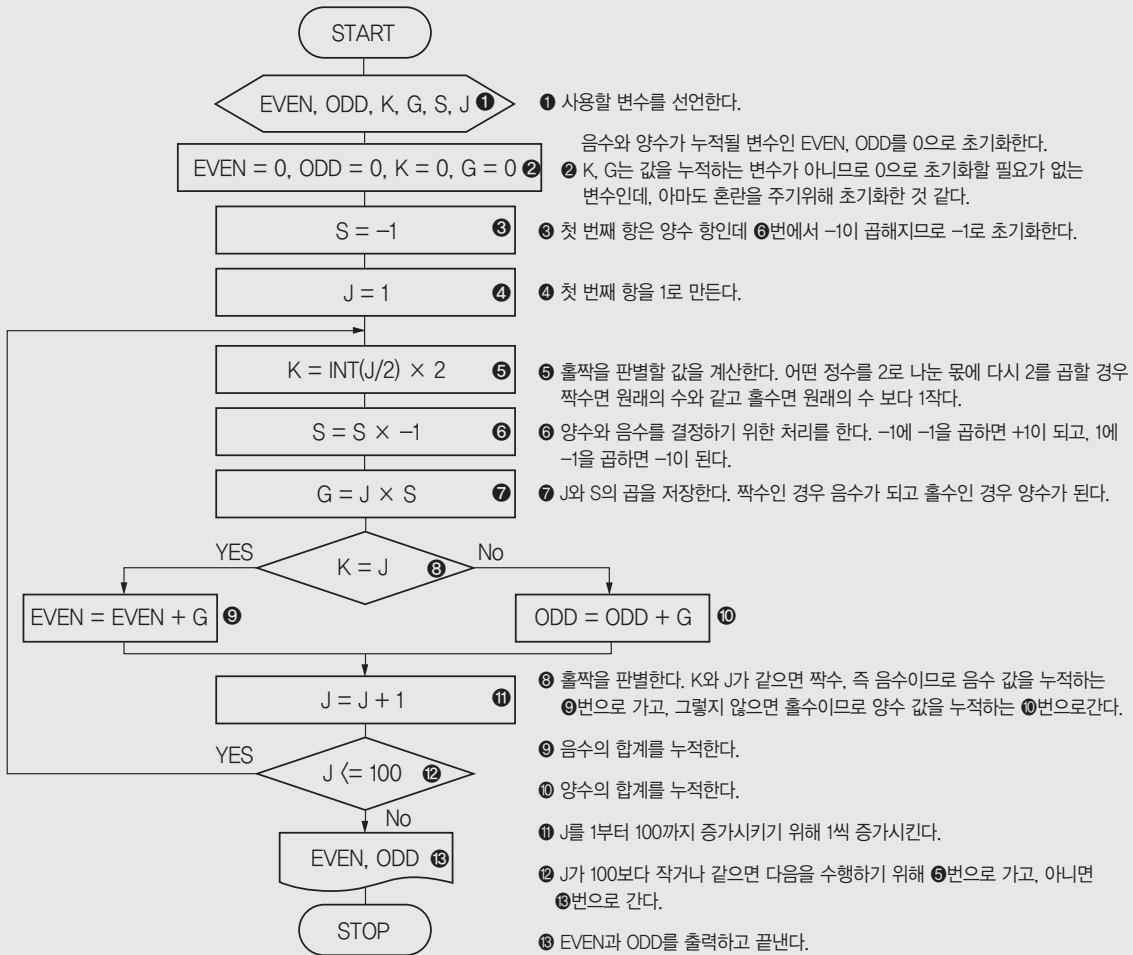 START
EVEN, ODD, K, G, S, J ❶
❶ 사용할 변수를 선언한다.
음수와 양수가 누적될 변수인 EVEN, ODD를 0으로 초기화한다.
EVEN = 0, ODD = 0, K = 0, G = 0 ❷
❷ K, G는 값을 누적하는 변수가 아니므로 0으로 초기화할 필요가 없는
변수인데, 아마도 혼란을 주기위해 초기화한 것 같다.
S = –1 ❸
❸ 첫 번째 항은 양수 항인데 ❻번에서 –1이 곱해지므로 –1로 초기화한다.
J = 1 ❹
❹ 첫 번째 항을 1로 만든다.
K = INT(J/2) × 2 ❺
❺ 홀짝을 판별할 값을 계산한다. 어떤 정수를 2로 나눈 몫에 다시 2를 곱할 경우
짝수면 원래의 수와 같고 홀수면 원래의 수 보다 1작다.
S = S × –1 ❻
❻ 양수와 음수를 결정하기 위한 처리를 한다. –1에 –1을 곱하면 +1이 되고, 1에
–1을 곱하면 –1이 된다.
G = J × S ❼
❼ J와 S의 곱을 저장한다. 짝수인 경우 음수가 되고 홀수인 경우 양수가 된다.
YES
No
K = J ❽
EVEN = EVEN + G ❾
ODD = ODD + G ❿
❽ 홀짝을 판별한다. K와 J가 같으면 짝수, 즉 음수이므로 음수 값을 누적하는
❾번으로 가고, 그렇지 않으면 홀수이므로 양수 값을 누적하는 ❿번으로간다.
J = J + 1 ⓫
❾ 음수의 합계를 누적한다.
YES
J <= 100 ⓬
❿ 양수의 합계를 누적한다.
No
⓫ J를 1부터 100까지 증가시키기 위해 1씩 증가시킨다.
EVEN, ODD ⓭
⓬ J가 100보다 작거나 같으면 다음을 수행하기 위해 ❺번으로 가고, 아니면
⓭번으로 간다.
STOP
⓭ EVEN과 ODD를 출력하고 끝낸다.